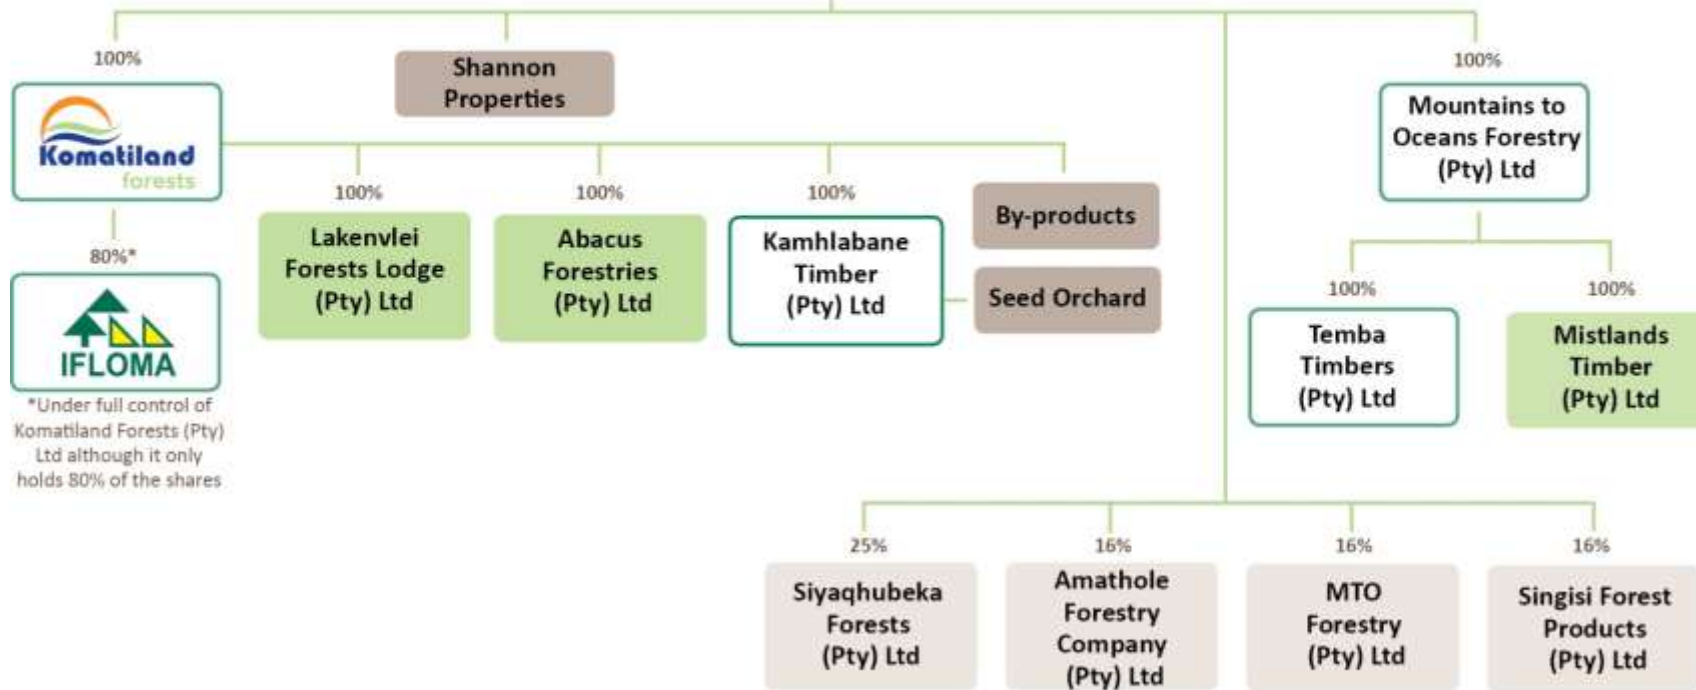 100%
Komatiland
forests
80%*
IFLOMA
*Under full control of
Komatiland Forests (Pty)
Ltd although it only
holds 80% of the shares
Shannon
Properties
100%
Lakenvlei
Forests Lodge
(Pty) Ltd
100%
Abacus
Forestries
(Pty) Ltd
100%
Kamhlabane
Timber
(Pty) Ltd
By-products
Seed Orchard
100%
Mountains to
Oceans Forestry
(Pty) Ltd
100%
Temba
Timbers
(Pty) Ltd
100%
Mistlands
Timber
(Pty) Ltd
25%
Siyaqhubeka
Forests
(Pty) Ltd
16%
Amathole
Forestry
Company
(Pty) Ltd
16%
MTO
Forestry
(Pty) Ltd
16%
Singisi Forest
Products
(Pty) Ltd